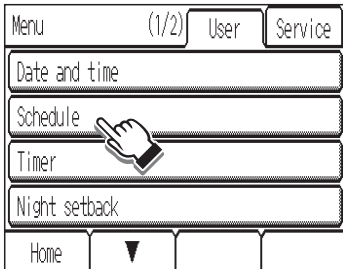 Menu (1/2) User Service
Date and time
Schedule
Timer
Night setback
Home ▼